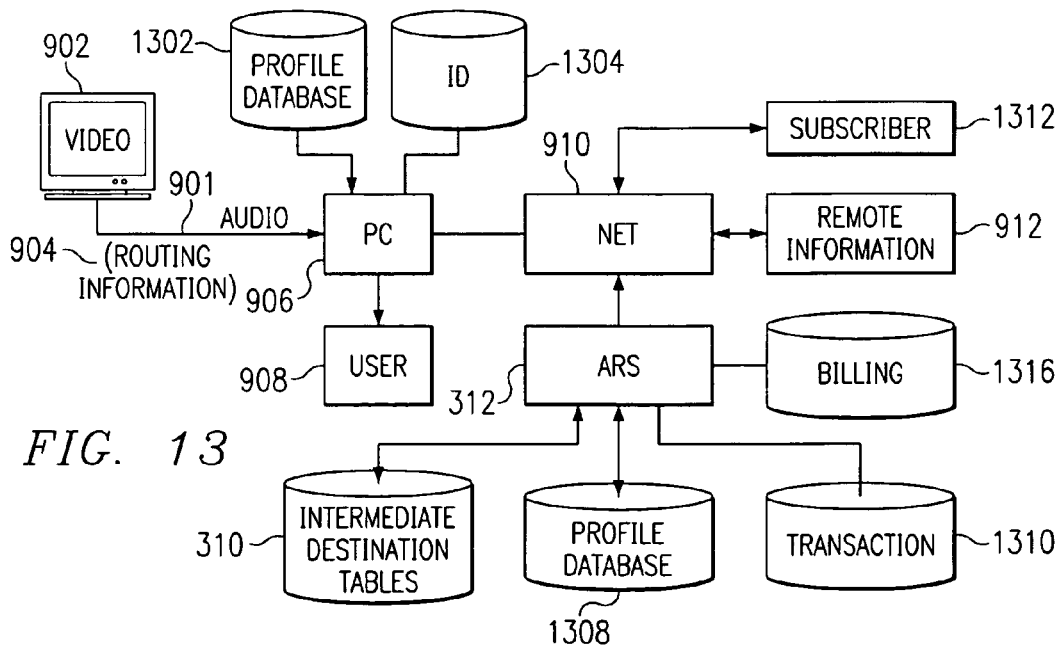 1302
PROFILE
DATABASE
ID
1304
902
VIDEO
910
SUBSCRIBER
1312
901
AUDIO
904
(ROUTING
INFORMATION)
PC
906
NET
REMOTE
INFORMATION
912
USER
908
ARS
312
BILLING
1316
FIG. 13
310
INTERMEDIATE
DESTINATION
TABLES
PROFILE
DATABASE
1308
TRANSACTION
1310